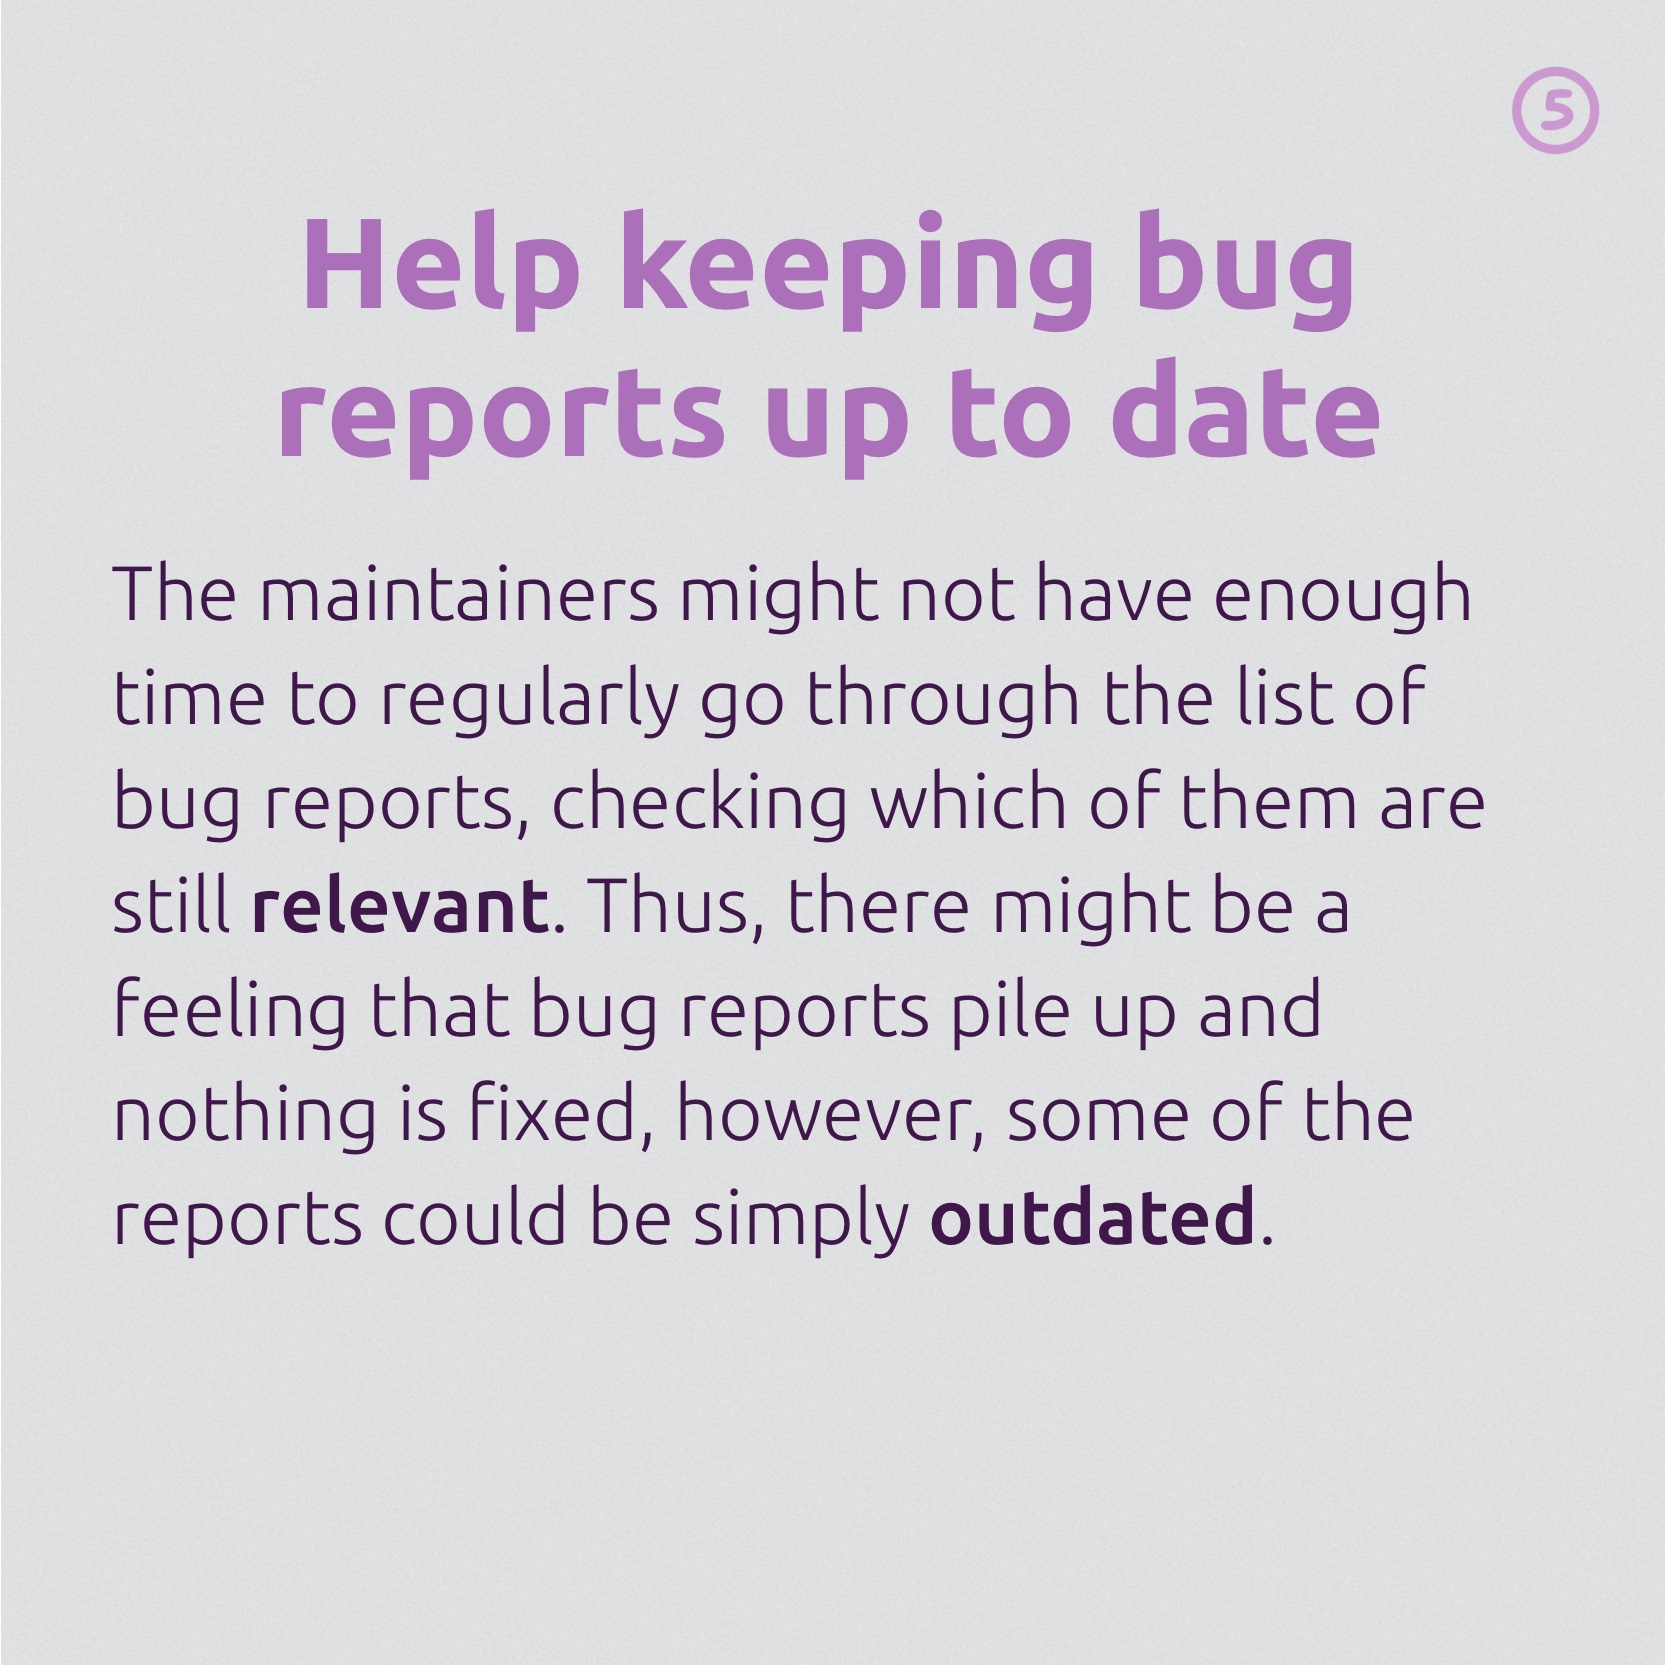 5
Help keeping bug
reports up to date
The maintainers might not have enough
time to regularly go through the list of
bug reports, checking which of them are
still relevant. Thus, there might be a
feeling that bug reports pile up and
nothing is fixed, however, some of the
reports could be simply outdated.